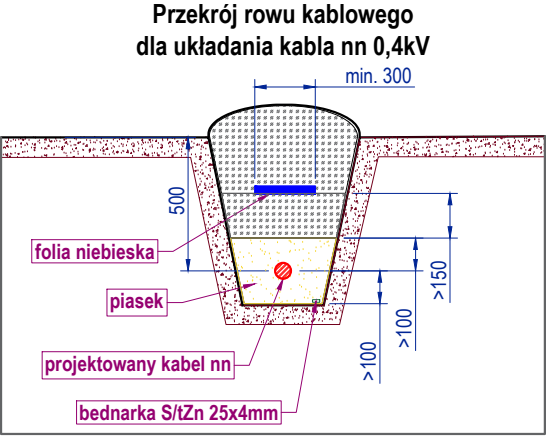 Przekrój rowu kablowego
dla układania kabla nn 0,4kV
min. 300
500
folia niebieska
>150
piasek
>100
>100
projektowany kabel nn
bednarka S/tZn 25x4mm